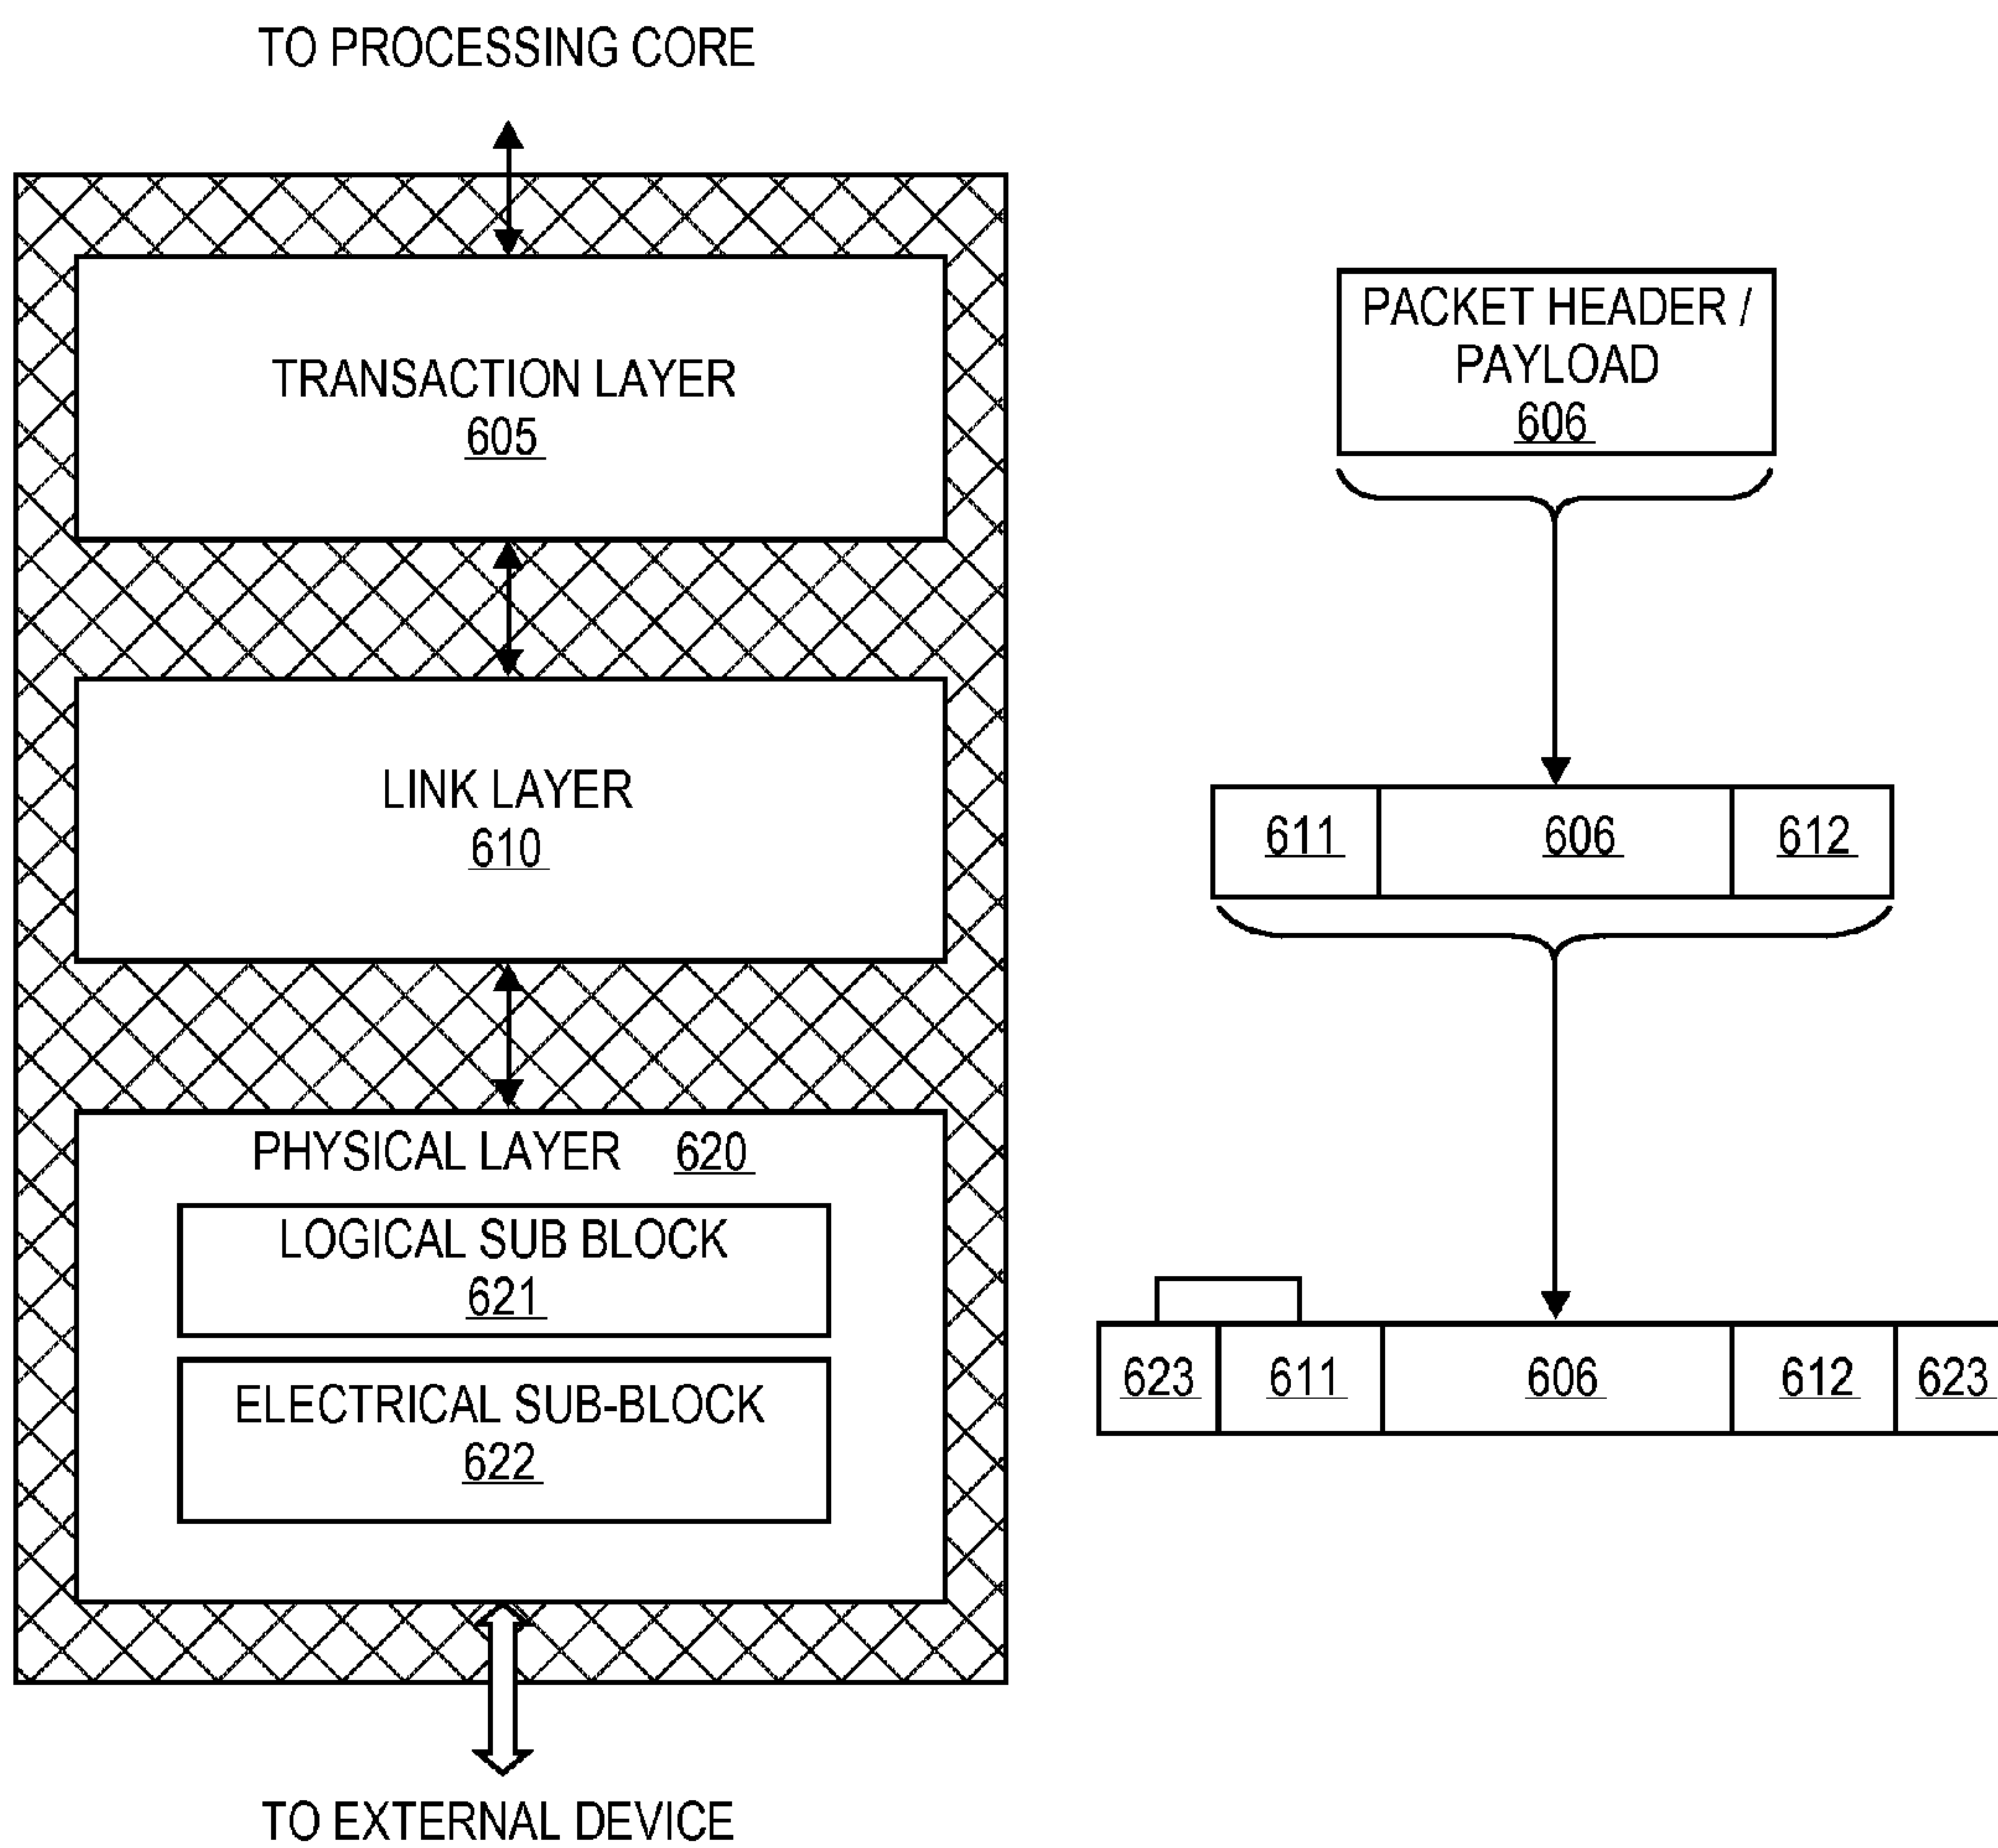 TO PROCESSING CORE
TRANSACTION LAYER
605
LINK LAYER
610
PHYSICAL LAYER 620
LOGICAL SUB BLOCK
621
ELECTRICAL SUB-BLOCK
622
TO EXTERNAL DEVICE
PACKET HEADER /
PAYLOAD
606
611 606 612
623 611 606 612 623